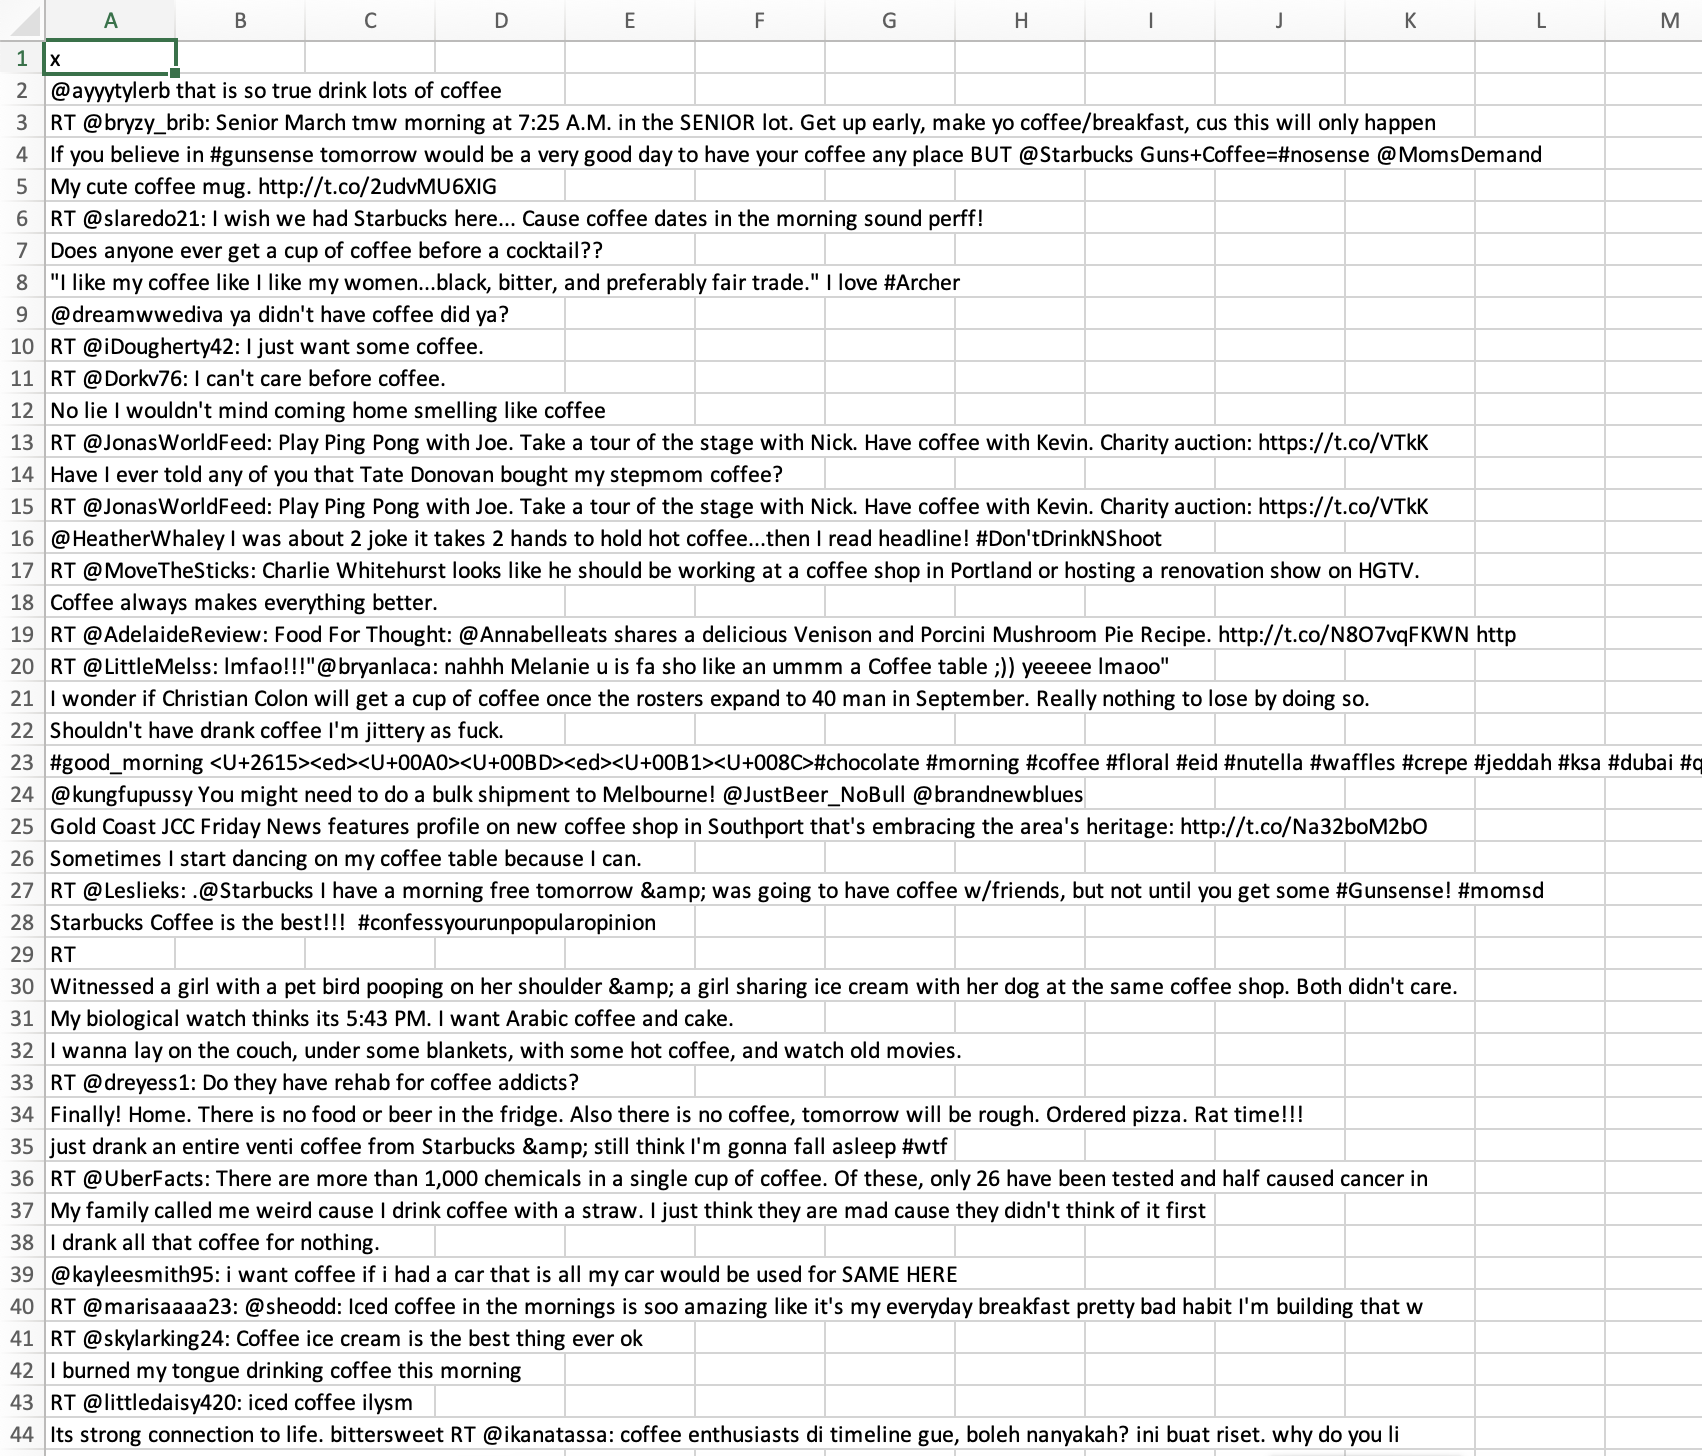 A B C D E F G H I J K L M
1 x
2 @ayyytylerb that is so true drink lots of coffee
3 RT @bryzy_brib: Senior March tmw morning at 7:25 A.M. in the SENIOR lot. Get up early, make yo coffee/breakfast, cus this will only happen
4 If you believe in #gunsense tomorrow would be a very good day to have your coffee any place BUT @Starbucks Guns+Coffee=#nosense @MomsDemand
5 My cute coffee mug. http://t.co/2udvMU6XIG
6 RT @slaredo21: I wish we had Starbucks here... Cause coffee dates in the morning sound perff!
7 Does anyone ever get a cup of coffee before a cocktail??
8 "I like my coffee like I like my women...black, bitter, and preferably fair trade." I love #Archer
9 @dreamwwediva ya didn't have coffee did ya?
10 RT @iDougherty42: I just want some coffee.
11 RT @Dorkv76: I can't care before coffee.
12 No lie I wouldn't mind coming home smelling like coffee
13 RT @JonasWorldFeed: Play Ping Pong with Joe. Take a tour of the stage with Nick. Have coffee with Kevin. Charity auction: https://t.co/VTkK
14 Have I ever told any of you that Tate Donovan bought my stepmom coffee?
15 RT @JonasWorldFeed: Play Ping Pong with Joe. Take a tour of the stage with Nick. Have coffee with Kevin. Charity auction: https://t.co/VTkK
16 @HeatherWhaley I was about 2 joke it takes 2 hands to hold hot coffee...then I read headline! #Don'tDrinkNShoot
17 RT @MoveTheSticks: Charlie Whitehurst looks like he should be working at a coffee shop in Portland or hosting a renovation show on HGTV.
18 Coffee always makes everything better.
19 RT @AdelaideReview: Food For Thought: @Annabelleats shares a delicious Venison and Porcini Mushroom Pie Recipe. http://t.co/N8O7vqFKWN http
20 RT @LittleMelss: lmfao!!!"@bryanlaca: nahhh Melanie u is fa sho like an ummm a Coffee table ;)) yeeeee lmaoo"
21 I wonder if Christian Colon will get a cup of coffee once the rosters expand to 40 man in September. Really nothing to lose by doing so.
22 Shouldn't have drank coffee I'm jittery as fuck.
23 #good_morning <U+2615><ed><U+00A0><U+00BD><ed><U+00B1><U+008C>#chocolate #morning #coffee #floral #eid #nutella #waffles #crepe #jeddah #ksa #dubai #q
24 @kungfupussy You might need to do a bulk shipment to Melbourne! @JustBeer_NoBull @brandnewblues
25 Gold Coast JCC Friday News features profile on new coffee shop in Southport that's embracing the area's heritage: http://t.co/Na32boM2bO
26 Sometimes I start dancing on my coffee table because I can.
27 RT @Leslieks: .@Starbucks I have a morning free tomorrow &amp; was going to have coffee w/friends, but not until you get some #Gunsense! #momsd
28 Starbucks Coffee is the best!!!  #confessyourunpopularopinion
29 RT
30 Witnessed a girl with a pet bird pooping on her shoulder &amp; a girl sharing ice cream with her dog at the same coffee shop. Both didn't care.
31 My biological watch thinks its 5:43 PM. I want Arabic coffee and cake.
32 I wanna lay on the couch, under some blankets, with some hot coffee, and watch old movies.
33 RT @dreyess1: Do they have rehab for coffee addicts?
34 Finally! Home. There is no food or beer in the fridge. Also there is no coffee, tomorrow will be rough. Ordered pizza. Rat time!!!
35 just drank an entire venti coffee from Starbucks &amp; still think I'm gonna fall asleep #wtf
36 RT @UberFacts: There are more than 1,000 chemicals in a single cup of coffee. Of these, only 26 have been tested and half caused cancer in
37 My family called me weird cause I drink coffee with a straw. I just think they are mad cause they didn't think of it first
38 I drank all that coffee for nothing.
39 @kayleesmith95: i want coffee if i had a car that is all my car would be used for SAME HERE
40 RT @marisaaaa23: @sheodd: Iced coffee in the mornings is soo amazing like it's my everyday breakfast pretty bad habit I'm building that w
41 RT @skylarking24: Coffee ice cream is the best thing ever ok
42 I burned my tongue drinking coffee this morning
43 RT @littledaisy420: iced coffee ilysm
44 Its strong connection to life. bittersweet RT @ikanatassa: coffee enthusiasts di timeline gue, boleh nanyakah? ini buat riset. why do you li